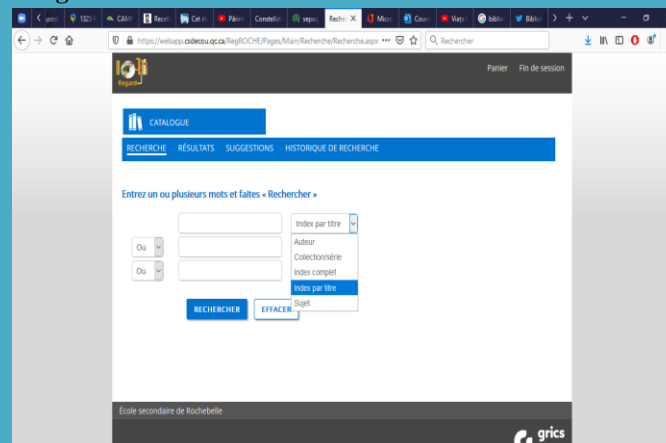 https://webapp.csdecou.qc.ca/RegROCHE/Pages/Main/Recherche/Recherche.aspx
Rechercher
Regard
Panier Fin de session
CATALOGUE
RECHERCHE RÉSULTATS SUGGESTIONS HISTORIQUE DE RECHERCHE
Entrez un ou plusieurs mots et faites « Rechercher »
Index par titre
Ou
Ou
Auteur
Collection/série
Index complet
Index par titre
Sujet
RECHERCHER EFFACER
École secondaire de Rochebelle
grics